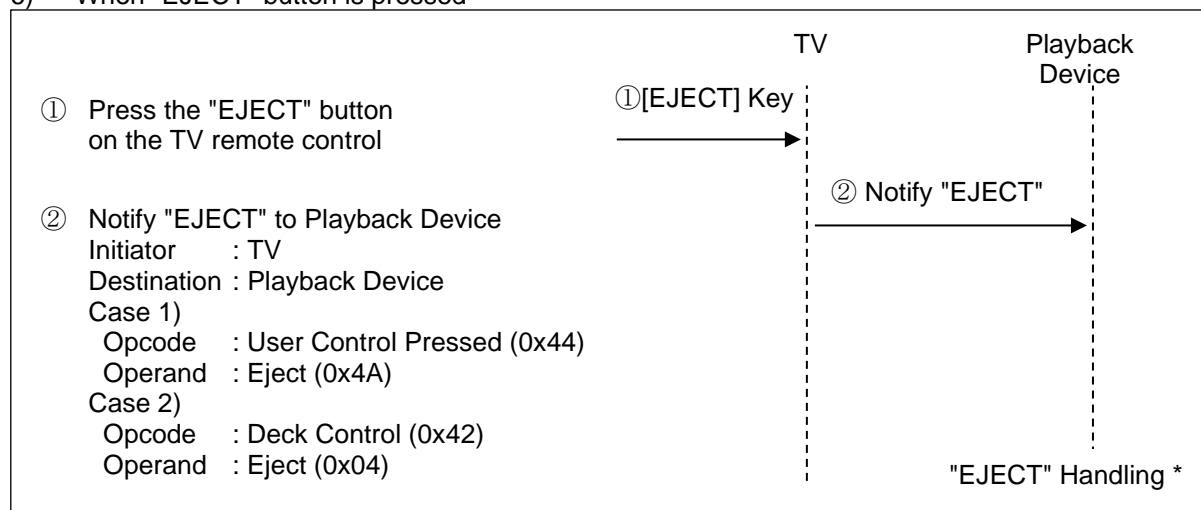 When "EJECT" button is pressed
TV
Playback
Device
① Press the "EJECT" button
on the TV remote control
①[EJECT] Key
② Notify "EJECT"
② Notify "EJECT" to Playback Device
Initiator : TV
Destination : Playback Device
Case 1)
Opcode : User Control Pressed (0x44)
Operand : Eject (0x4A)
Case 2)
Opcode : Deck Control (0x42)
Operand : Eject (0x04)
"EJECT" Handling *